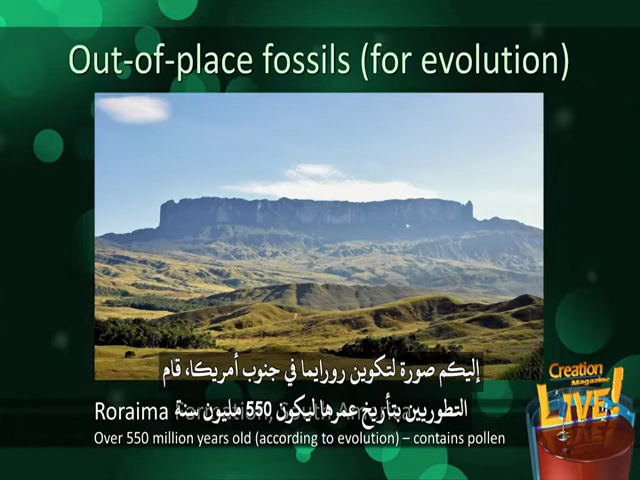 Out-of-place fossils (for evolution)
إليكم صورة لتكوين رورايما في جنوب أمريكا، قام
التطوريين بتأريخ عمرها ليكون 550 مليون سنة
Roraima
Over 550 million years old (according to evolution) – contains pollen
Creation
Magazine
LIVE!